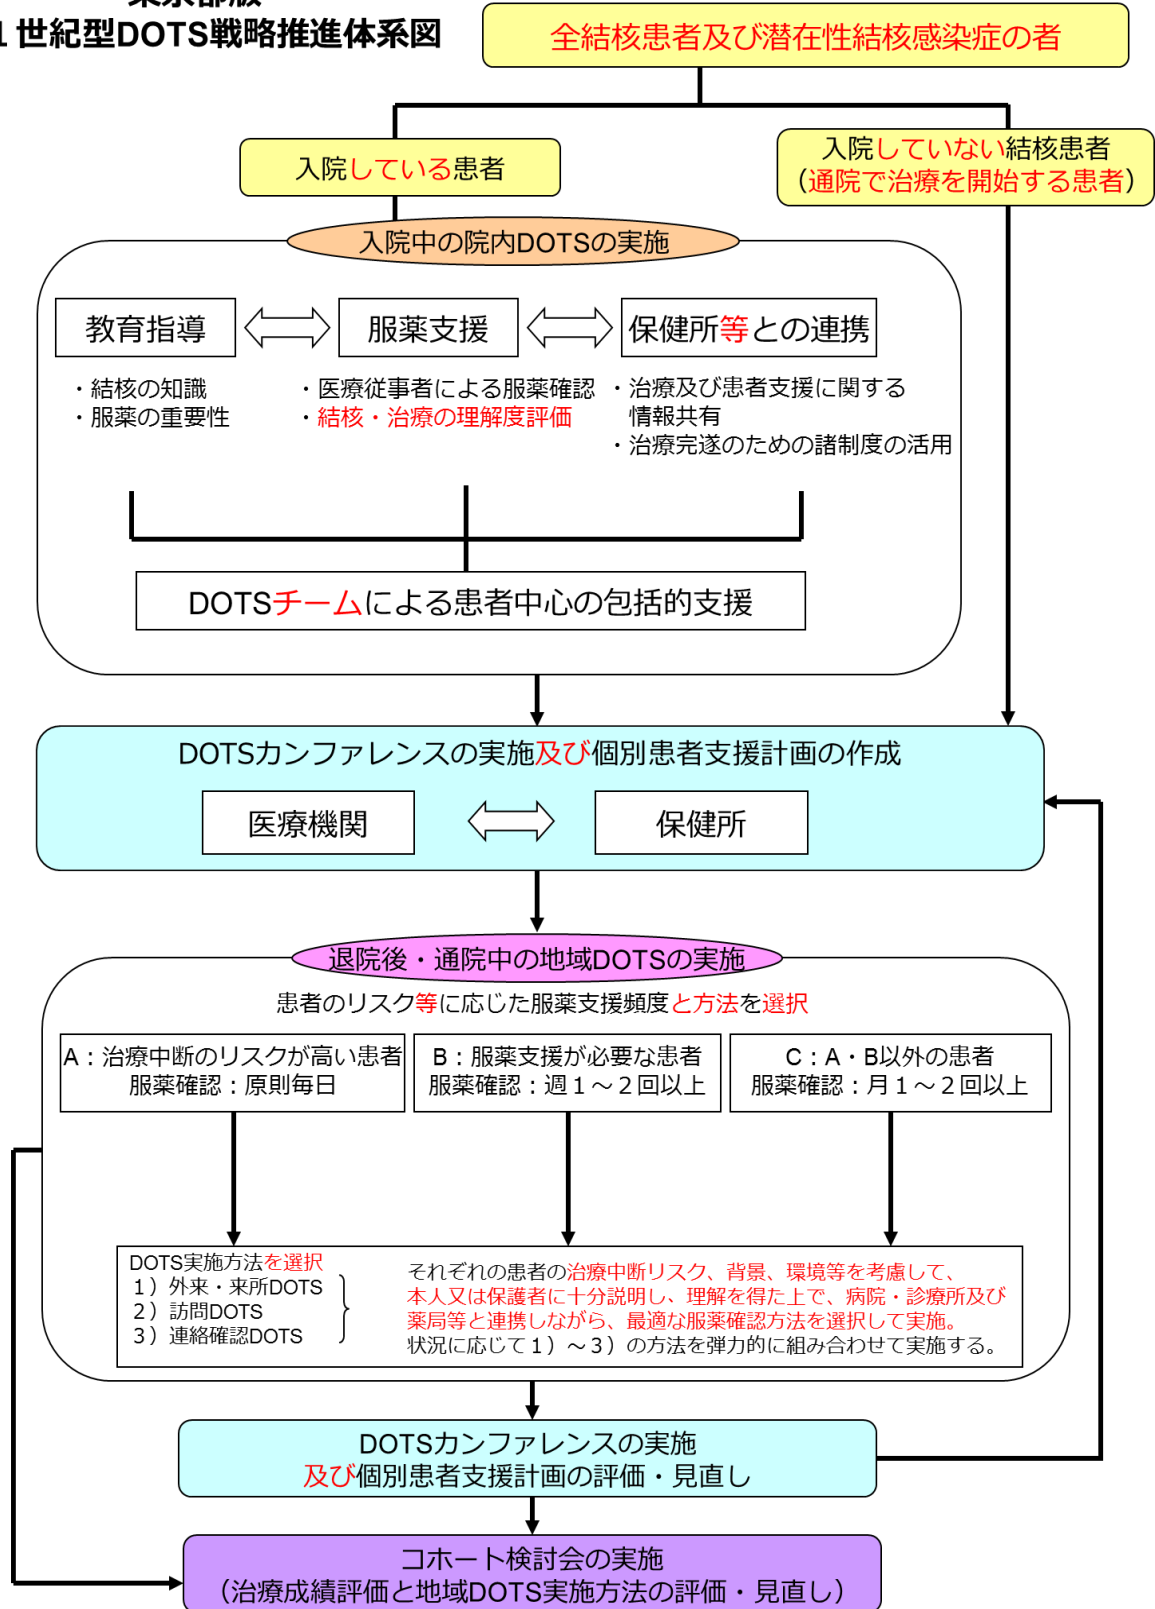 東京都版
１世紀型DOTS戦略推進体系図
全結核患者及び潜在性結核感染症の者
入院している患者
入院していない結核患者
（通院で治療を開始する患者）
入院中の院内DOTSの実施
教育指導
服薬支援
保健所等との連携
・結核の知識
・服薬の重要性
・医療従事者による服薬確認
・結核・治療の理解度評価
・治療及び患者支援に関する
情報共有
・治療完遂のための諸制度の活用
DOTSチームによる患者中心の包括的支援
DOTSカンファレンスの実施及び個別患者支援計画の作成
医療機関
保健所
退院後・通院中の地域DOTSの実施
患者のリスク等に応じた服薬支援頻度と方法を選択
A：治療中断のリスクが高い患者
服薬確認：原則毎日
B：服薬支援が必要な患者
服薬確認：週１～２回以上
C：A・B以外の患者
服薬確認：月１～２回以上
DOTS実施方法を選択
１）外来・来所DOTS
２）訪問DOTS
３）連絡確認DOTS
それぞれの患者の治療中断リスク、背景、環境等を考慮して、
本人又は保護者に十分説明し、理解を得た上で、病院・診療所及び
薬局等と連携しながら、最適な服薬確認方法を選択して実施。
状況に応じて１）～３）の方法を弾力的に組み合わせて実施する。
DOTSカンファレンスの実施
及び個別患者支援計画の評価・見直し
コホート検討会の実施
（治療成績評価と地域DOTS実施方法の評価・見直し）